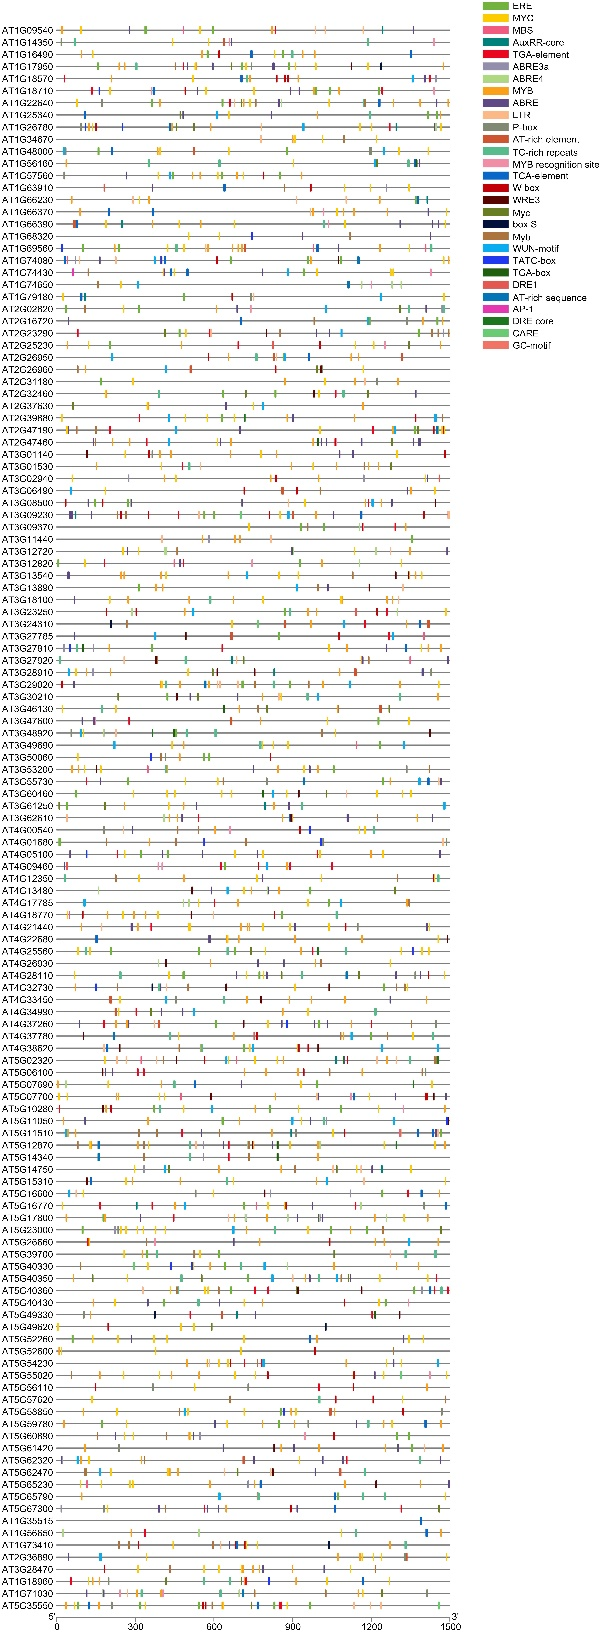 ERE
MYC
AT1G09540
MBS
AT1G14350
AuxRR-core
AT1G16490
TGA-element
AT1G17950
ABRE3a
AT1G18570
ABRE4
AT1G18710
MYB
AT1G22640
ABRE
AT1G25340
LTR
AT1G26780
P box
AT1G34670
AT-rich element
AT1G48000
TC-rich repeats
AT1G56160
MYB recognition site
AT1G57560
TCA-element
AT1G63910
W box
AT1G66230
WRE3
AT1G66370
Myc
AT1G66390
box S
AT1G68320
Myb
AT1G69560
WUN-motif
AT1G74080
TATC-box
AT1G74430
TGA-box
AT1G74650
DRE1
AT1G79180
AT-rich sequence
AT2G02820
AP-1
AT2G16720
DRE core
AT2G23290
CARE
AT2G25230
GC-motif
AT2G26950
AT2G26960
AT2G31180
AT2G32460
AT2G37630
AT2G39880
AT2G47190
AT2G47460
AT3G01140
AT3G01530
AT3G02940
AT3G06490
AT3G08500
AT3G09230
AT3G09370
AT3G11440
AT3G12720
AT3G12820
AT3G13540
AT3G13890
AT3G18100
AT3G23250
AT3G24310
AT3G27785
AT3G27810
AT3G27920
AT3G28910
AT3G29020
AT3G30210
AT3G46130
AT3G47600
AT3G48920
AT3G49690
AT3G50060
AT3G53200
AT3G55730
AT3G60460
AT3G61250
AT3G62610
AT4G00540
AT4G01680
AT4G05100
AT4G09460
AT4G12350
AT4G13480
AT4G17785
AT4G18770
AT4G21440
AT4G22680
AT4G25560
AT4G26930
AT4G28110
AT4G32730
AT4G33450
AT4G34990
AT4G37260
AT4G37780
AT4G38620
AT5G02320
AT5G06100
AT5G07690
AT5G07700
AT5G10280
AT5G11050
AT5G11510
AT5G12870
AT5G14340
AT5G14750
AT5G15310
AT5G16600
AT5G16770
AT5G17800
AT5G23000
AT5G26660
AT5G39700
AT5G40330
AT5G40350
AT5G40360
AT5G40430
AT5G49330
AT5G49620
AT5G52260
AT5G52600
AT5G54230
AT5G55020
AT5G56110
AT5G57620
AT5G58850
AT5G59780
AT5G60890
AT5G61420
AT5G62320
AT5G62470
AT5G65230
AT5G65790
AT5G67300
AT1G35515
AT1G56650
AT1G73410
AT2G36890
AT3G28470
AT1G18960
AT1G71030
AT5G35550
5' 3'
0 300 600 900 1200 1500